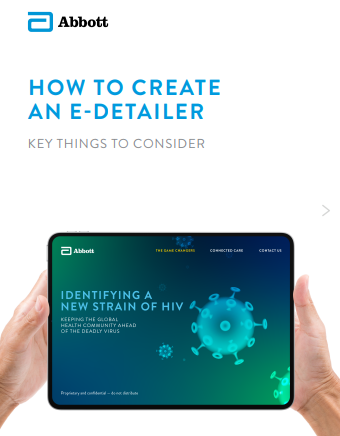 Abbott
HOW TO CREATE
AN E-DETAILER
KEY THINGS TO CONSIDER
Abbott
THE GAME CHANGERS
CONNECTED CARE
CONTACT US
IDENTIFYING A
NEW STRAIN OF HIV
KEEPING THE GLOBAL
HEALTH COMMUNITY AHEAD
OF THE DEADLY VIRUS
Proprietary and confidential — do not distribute